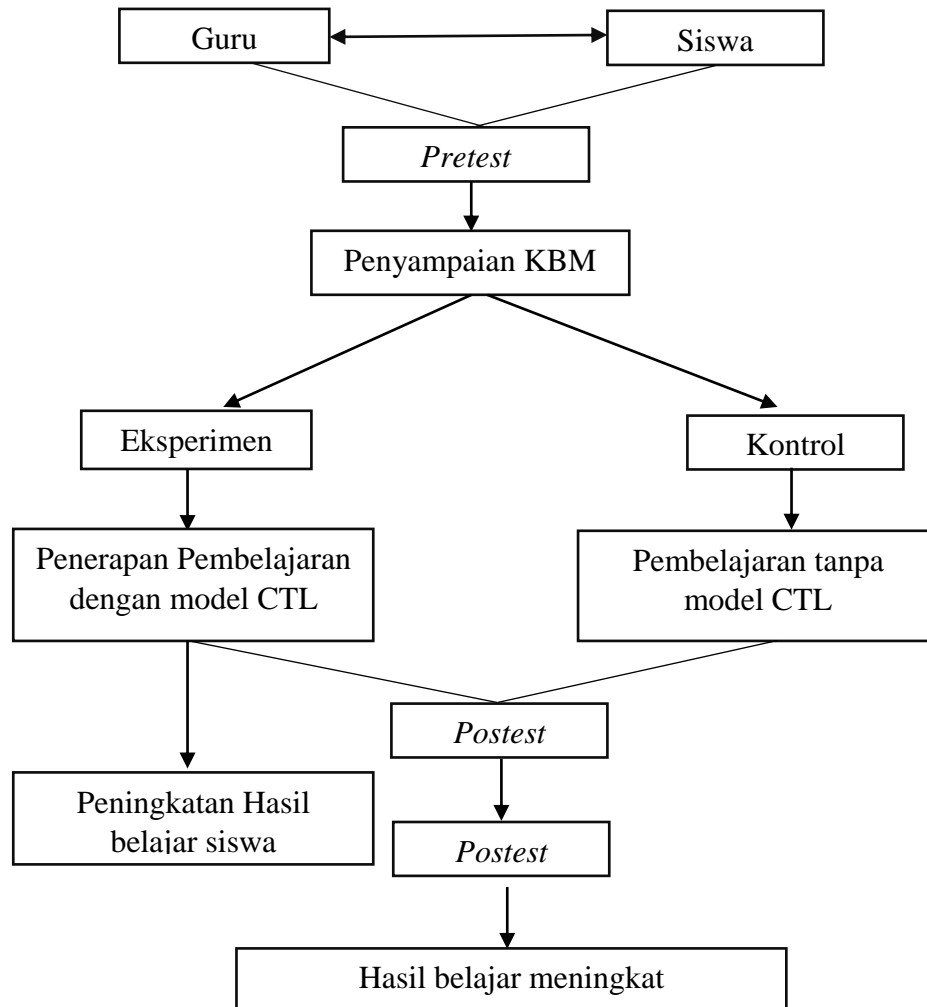 Guru
Siswa
Pretest
Penyampaian KBM
Eksperimen
Kontrol
Penerapan Pembelajaran
dengan model CTL
Pembelajaran tanpa
model CTL
Postest
Peningkatan Hasil
belajar siswa
Postest
Hasil belajar meningkat